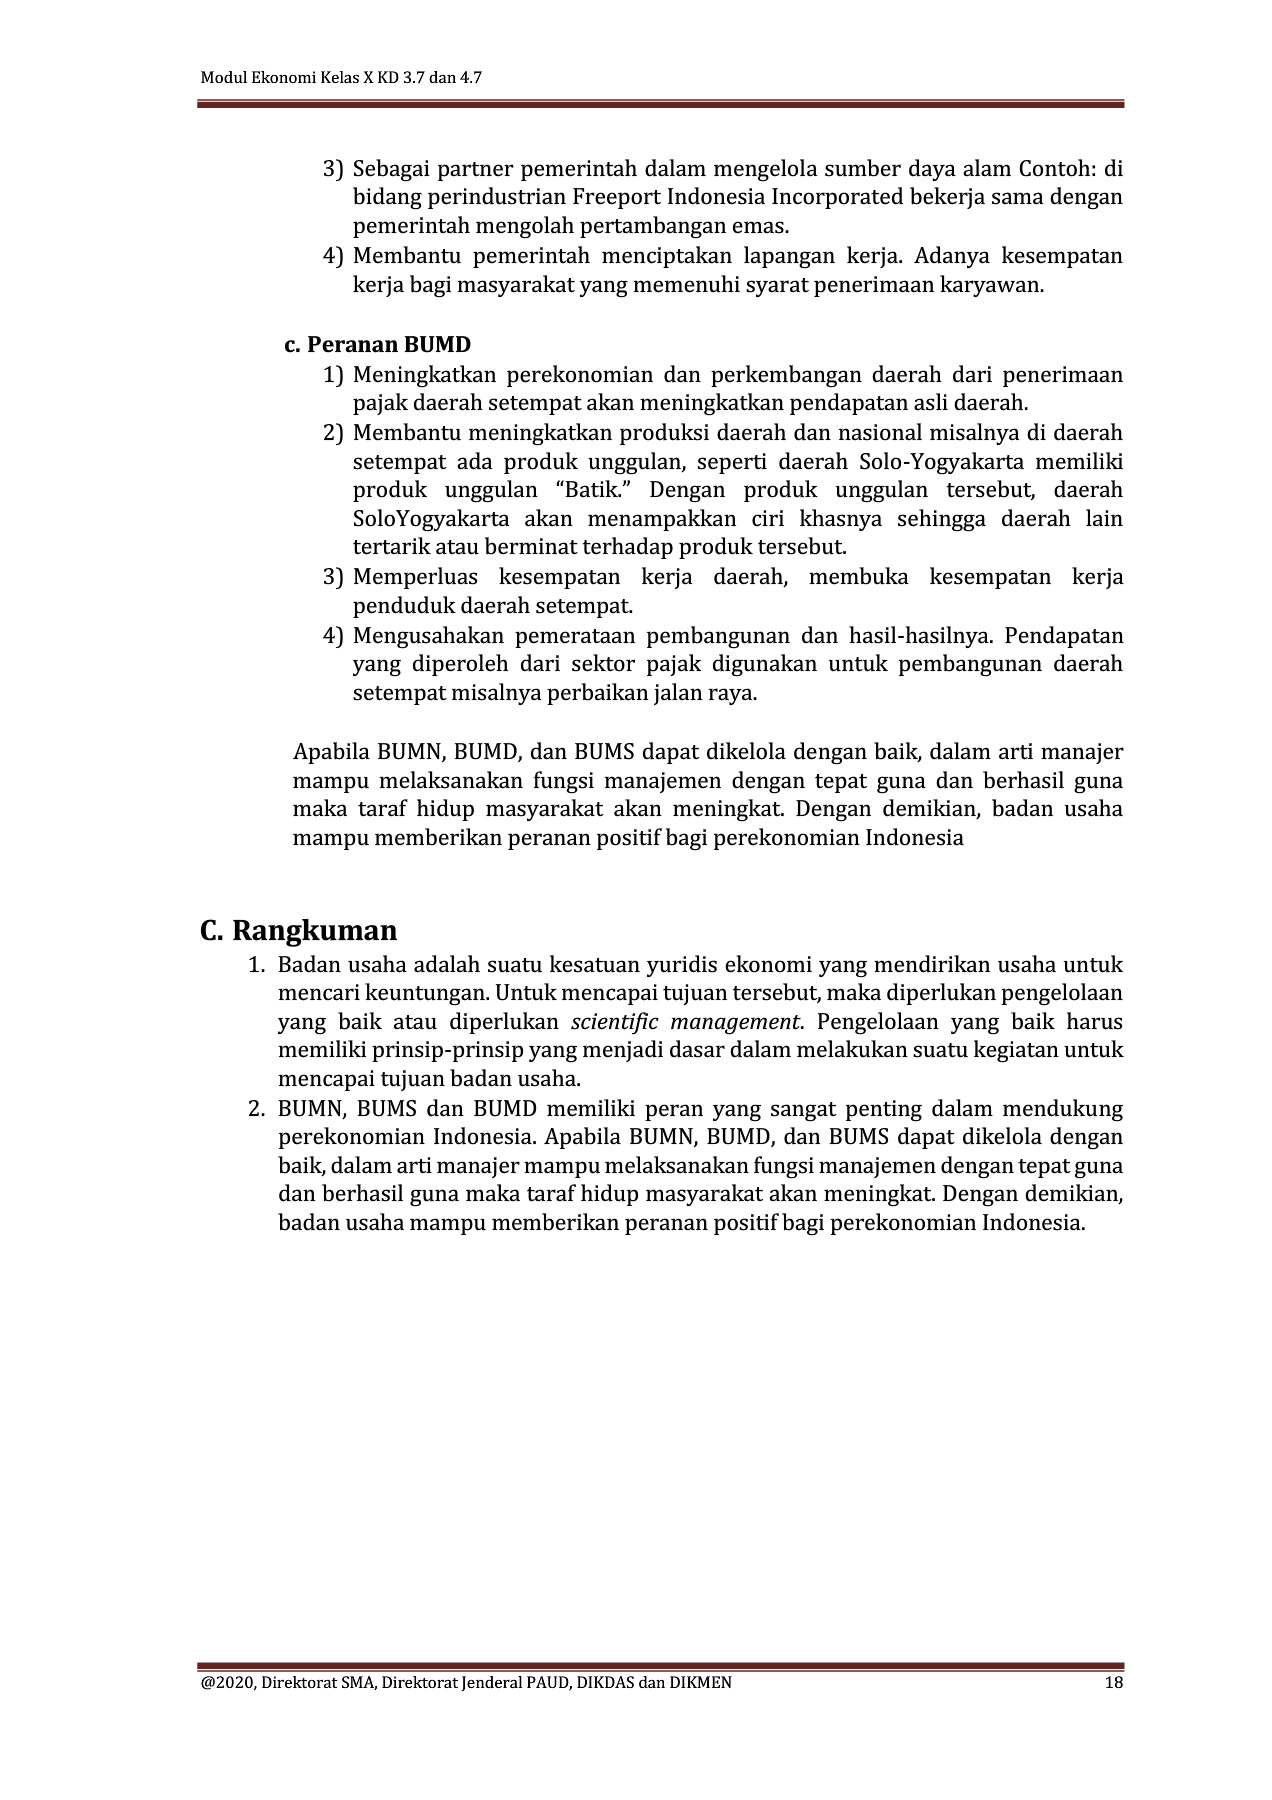 Modul Ekonomi Kelas X KD 3.7 dan 4.7
3) Sebagai partner pemerintah dalam mengelola sumber daya alam Contoh: di
bidang perindustrian Freeport Indonesia Incorporated bekerja sama dengan
pemerintah mengolah pertambangan emas.
4) Membantu pemerintah menciptakan lapangan kerja. Adanya kesempatan
kerja bagi masyarakat yang memenuhi syarat penerimaan karyawan.
c. Peranan BUMD
1) Meningkatkan perekonomian dan perkembangan daerah dari penerimaan
pajak daerah setempat akan meningkatkan pendapatan asli daerah.
2) Membantu meningkatkan produksi daerah dan nasional misalnya di daerah
setempat ada produk unggulan, seperti daerah Solo-Yogyakarta memiliki
produk unggulan “Batik.” Dengan produk unggulan tersebut, daerah
SoloYogyakarta akan menampakkan ciri khasnya sehingga daerah lain
tertarik atau berminat terhadap produk tersebut.
3) Memperluas kesempatan kerja daerah, membuka kesempatan kerja
penduduk daerah setempat.
4) Mengusahakan pemerataan pembangunan dan hasil-hasilnya. Pendapatan
yang diperoleh dari sektor pajak digunakan untuk pembangunan daerah
setempat misalnya perbaikan jalan raya.
Apabila BUMN, BUMD, dan BUMS dapat dikelola dengan baik, dalam arti manajer
mampu melaksanakan fungsi manajemen dengan tepat guna dan berhasil guna
maka taraf hidup masyarakat akan meningkat. Dengan demikian, badan usaha
mampu memberikan peranan positif bagi perekonomian Indonesia
C. Rangkuman
1. Badan usaha adalah suatu kesatuan yuridis ekonomi yang mendirikan usaha untuk
mencari keuntungan. Untuk mencapai tujuan tersebut, maka diperlukan pengelolaan
yang baik atau diperlukan scientific management. Pengelolaan yang baik harus
memiliki prinsip-prinsip yang menjadi dasar dalam melakukan suatu kegiatan untuk
mencapai tujuan badan usaha.
2. BUMN, BUMS dan BUMD memiliki peran yang sangat penting dalam mendukung
perekonomian Indonesia. Apabila BUMN, BUMD, dan BUMS dapat dikelola dengan
baik, dalam arti manajer mampu melaksanakan fungsi manajemen dengan tepat guna
dan berhasil guna maka taraf hidup masyarakat akan meningkat. Dengan demikian,
badan usaha mampu memberikan peranan positif bagi perekonomian Indonesia.
@2020, Direktorat SMA, Direktorat Jenderal PAUD, DIKDAS dan DIKMEN 18